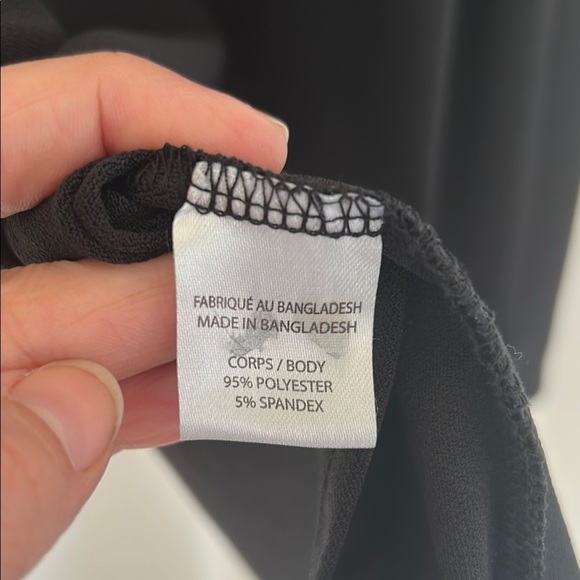 FABRIQUÉ AU BANGLADESH
MADE IN BANGLADESH
CORPS / BODY
95% POLYESTER
5% SPANDEX